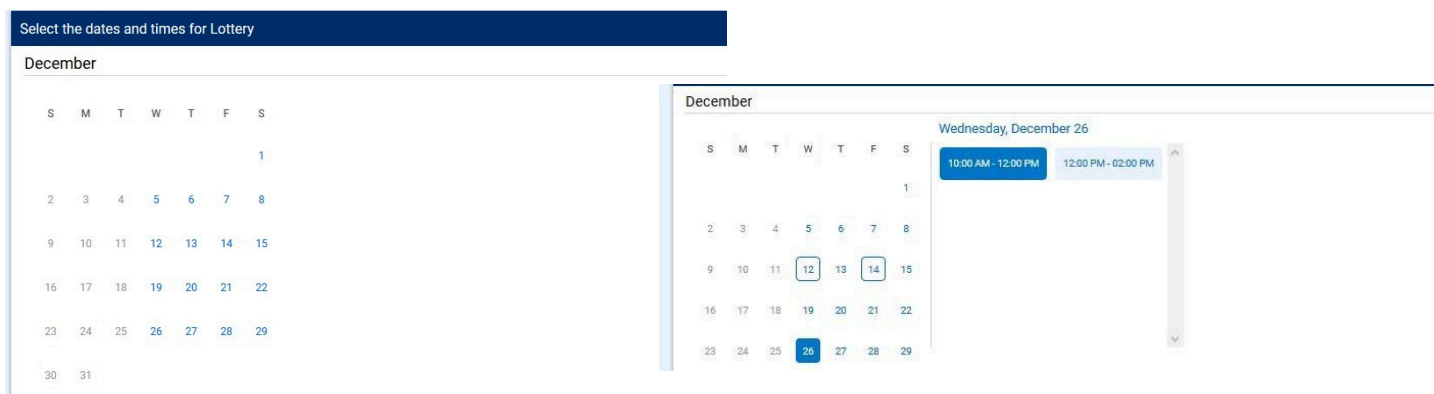 Select the dates and times for Lottery
December
S M T W T F S
1
2 3 4 5 6 7 8
9 10 11 12 13 14 15
16 17 18 19 20 21 22
23 24 25 26 27 28 29
30 31
December
S M T W T F S
1
2 3 4 5 6 7 8
9 10 11 12 13 14 15
16 17 18 19 20 21 22
23 24 25 26 27 28 29
Wednesday, December 26
10:00 AM - 12:00 PM 12:00 PM - 02:00 PM